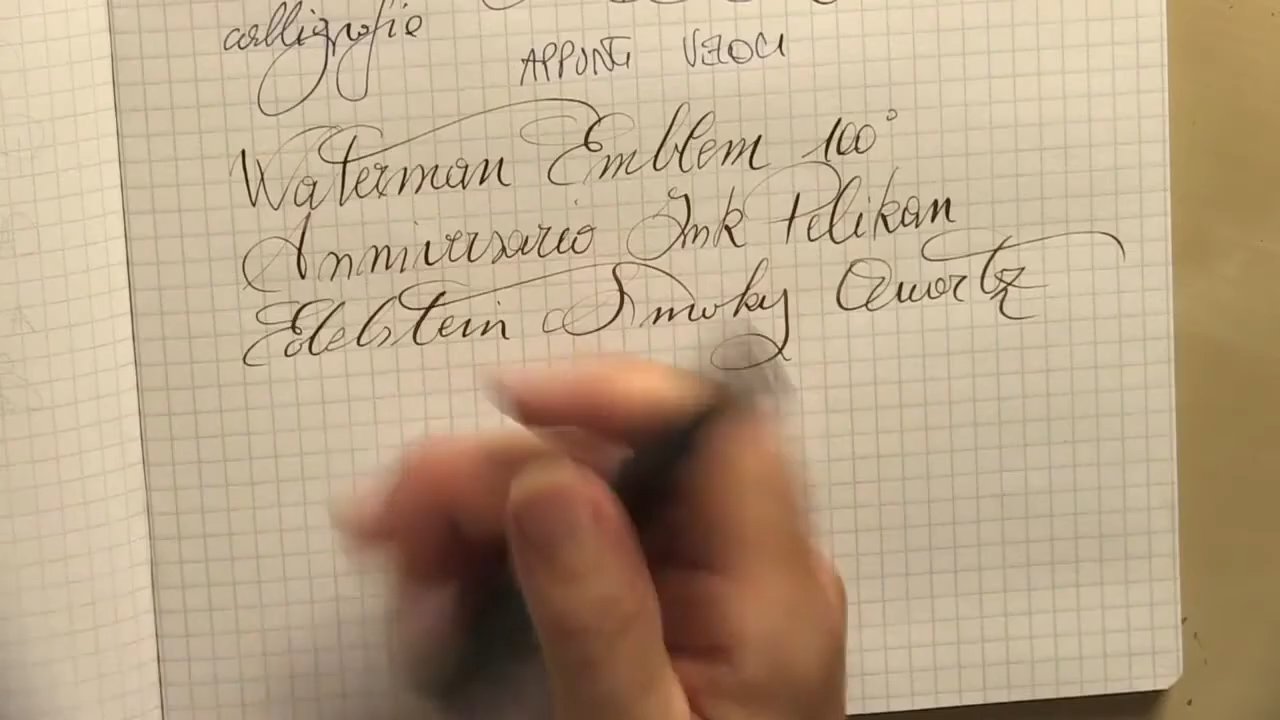 calligrafie
APPUNTI VELOCI
Waterman Emblem 100°
Anniversario Ink Pelikan
Edelstein Smoky Quartz